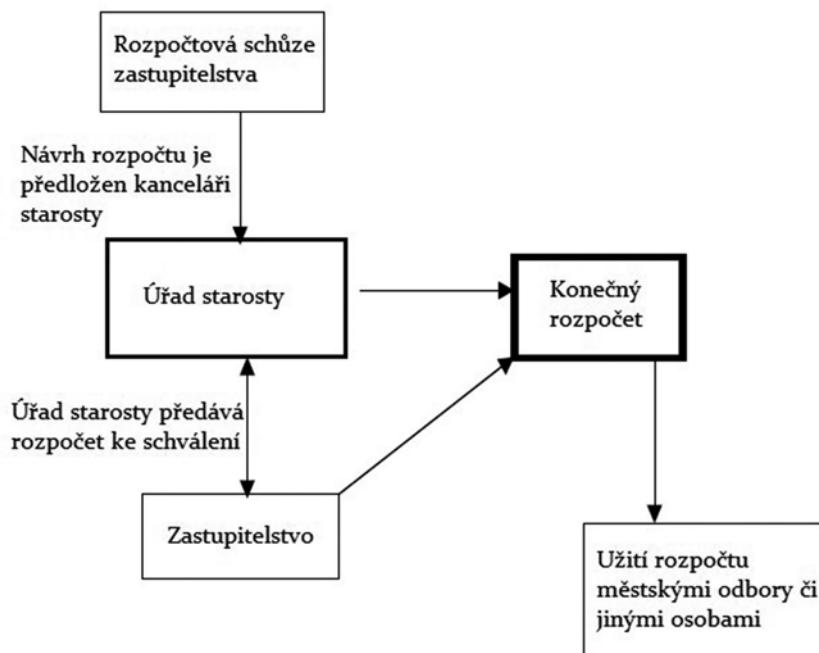 Rozpočtová schůze
zastupitelstva
Návrh rozpočtu je
předložen kanceláři
starosty
Úřad starosty
Konečný
rozpočet
Úřad starosty předává
rozpočet ke schválení
Zastupitelstvo
Užití rozpočtu
městskými odbory či
jinými osobami